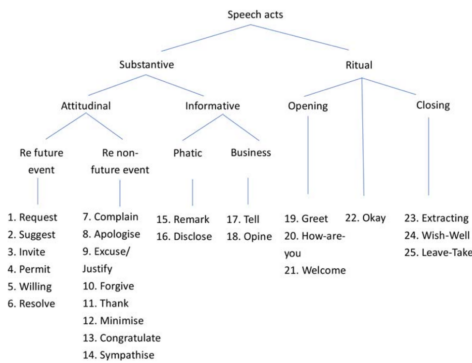 Speech acts
Substantive
Ritual
Attitudinal
Informative
Opening
Closing
Re future
event
Re non-
future event
Phatic
Business
1. Request
2. Suggest
3. Invite
4. Permit
5. Willing
6. Resolve
7. Complain
8. Apologise
9. Excuse/
Justify
10. Forgive
11. Thank
12. Minimise
13. Congratulate
14. Sympathise
15. Remark
16. Disclose
17. Tell
18. Opine
19. Greet
20. How-are-
you
21. Welcome
22. Okay
23. Extracting
24. Wish-Well
25. Leave-Take